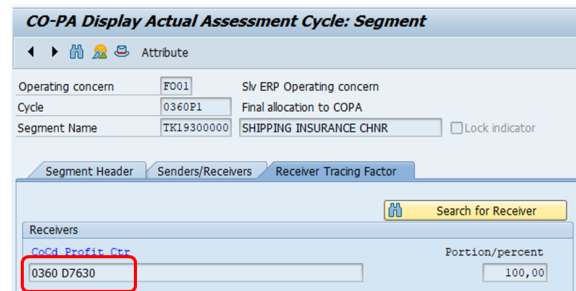 CO-PA Display Actual Assessment Cycle: Segment
Attribute
Operating concern F001 Slv ERP Operating concern
Cycle 0360P1 Final allocation to COPA
Segment Name TK19300000 SHIPPING INSURANCE CHNR Lock indicator
Segment Header Senders/Receivers Receiver Tracing Factor
Search for Receiver
Receivers
CoCd Profit Ctr Portion/percent
0360 D7630 100,00